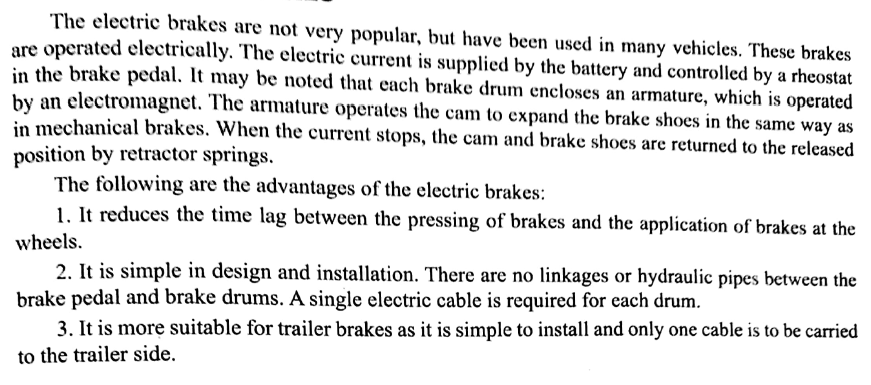 The electric brakes are not very popular, but have been used in many vehicles. These brakes
are operated electrically. The electric current is supplied by the battery and controlled by a rheostat
in the brake pedal. It may be noted that each brake drum encloses an armature, which is operated
by an electromagnet. The armature operates the cam to expand the brake shoes in the same way as
in mechanical brakes. When the current stops, the cam and brake shoes are returned to the released
position by retractor springs.
The following are the advantages of the electric brakes:
1. It reduces the time lag between the pressing of brakes and the application of brakes at the
wheels.
2. It is simple in design and installation. There are no linkages or hydraulic pipes between the
brake pedal and brake drums. A single electric cable is required for each drum.
3. It is more suitable for trailer brakes as it is simple to install and only one cable is to be carried
to the trailer side.